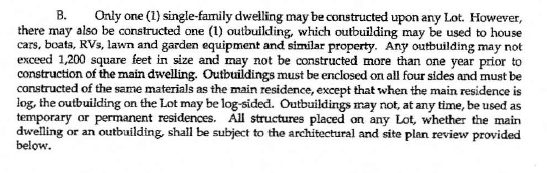 B. Only one (1) single-family dwelling may be constructed upon any Lot. However,
there may also be constructed one (1) outbuilding, which outbuilding may be used to house
cars, boats, RVs, lawn and garden equipment and similar property. Any outbuilding may not
exceed 1,200 square feet in size and may not be constructed more than one year prior to
construction of the main dwelling. Outbuildings must be enclosed on all four sides and must be
constructed of the same materials as the main residence, except that when the main residence is
log, the outbuilding on the Lot may be log-sided. Outbuildings may not, at any time, be used as
temporary or permanent residences. All structures placed on any Lot, whether the main
dwelling or an outbuilding, shall be subject to the architectural and site plan review provided
below.